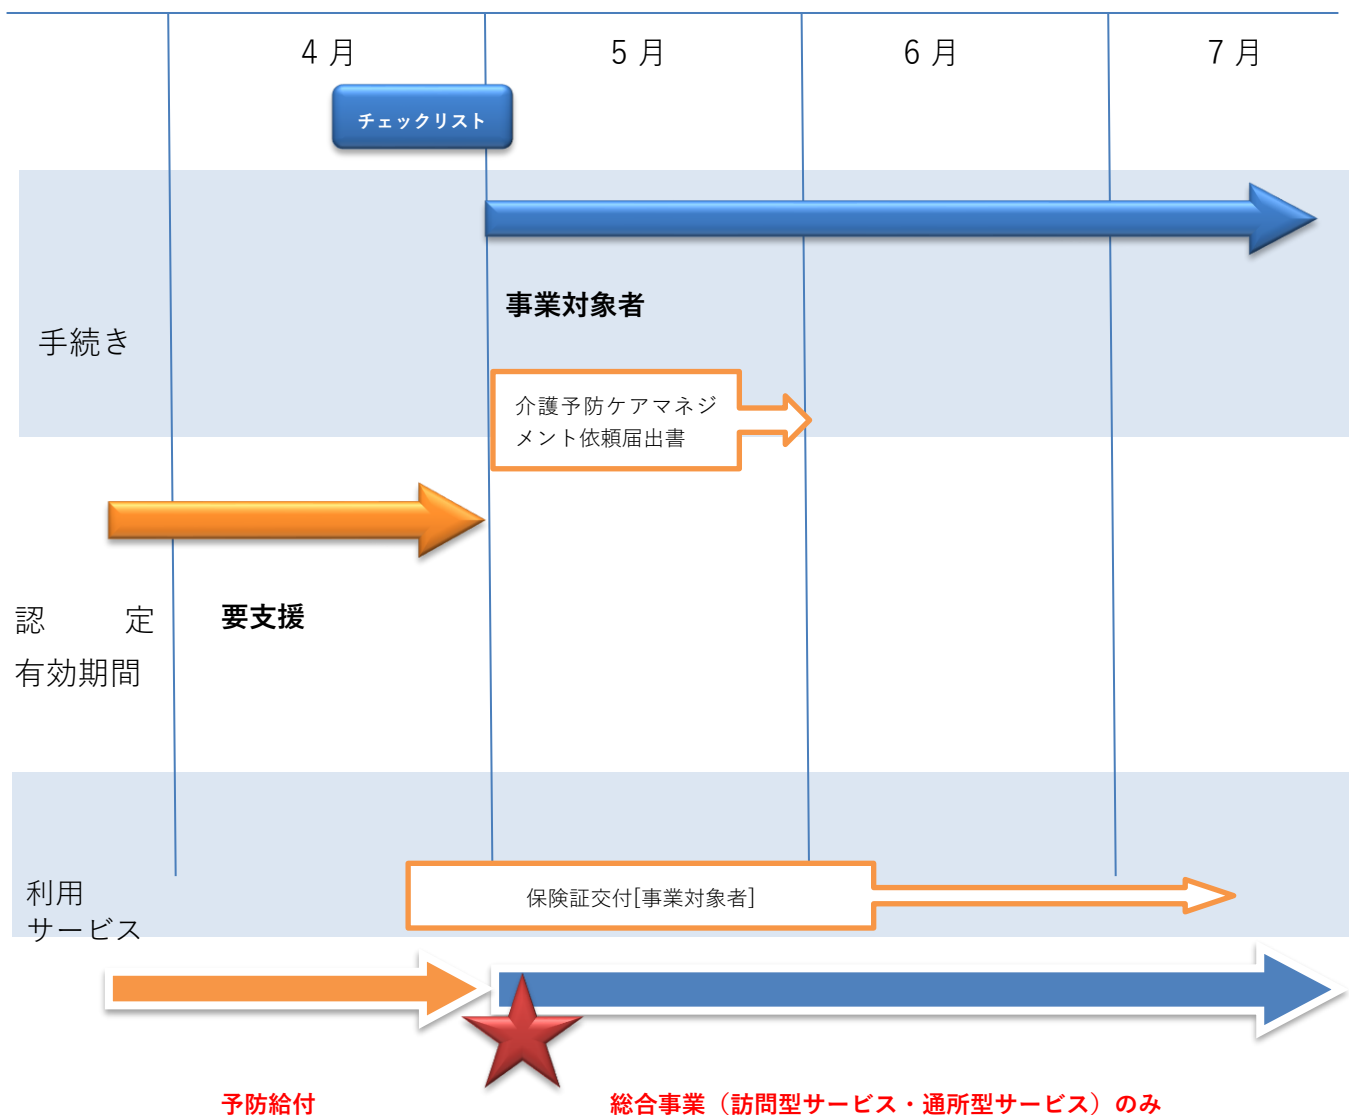 4月
5月
6月
7月
チェックリスト
事業対象者
手続き
介護予防ケアマネジ
メント依頼届出書
要支援
認　定
有効期間
保険証交付[事業対象者]
利用
サービス
予防給付
総合事業（訪問型サービス・通所型サービス）のみ